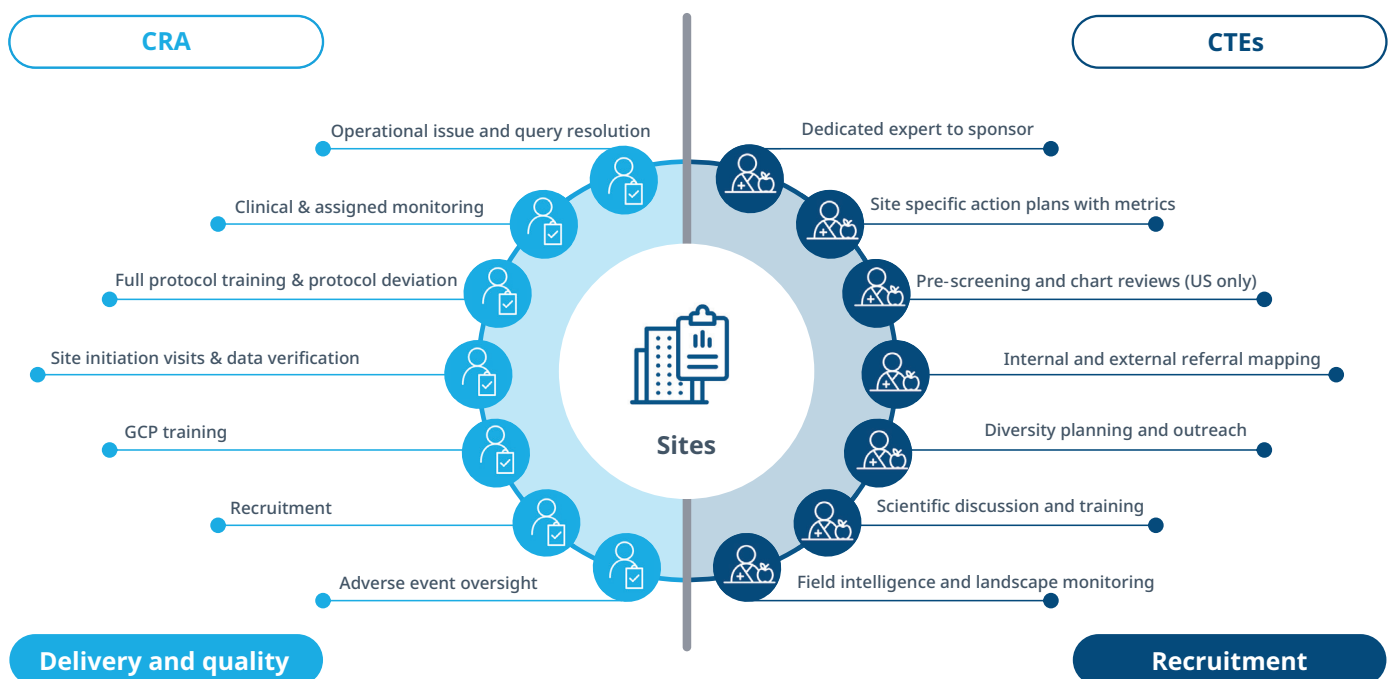 CRA
CTEs
Operational issue and query resolution
Clinical & assigned monitoring
Full protocol training & protocol deviation
Site initiation visits & data verification
GCP training
Recruitment
Adverse event oversight
Sites
Dedicated expert to sponsor
Site specific action plans with metrics
Pre-screening and chart reviews (US only)
Internal and external referral mapping
Diversity planning and outreach
Scientific discussion and training
Field intelligence and landscape monitoring
Delivery and quality
Recruitment